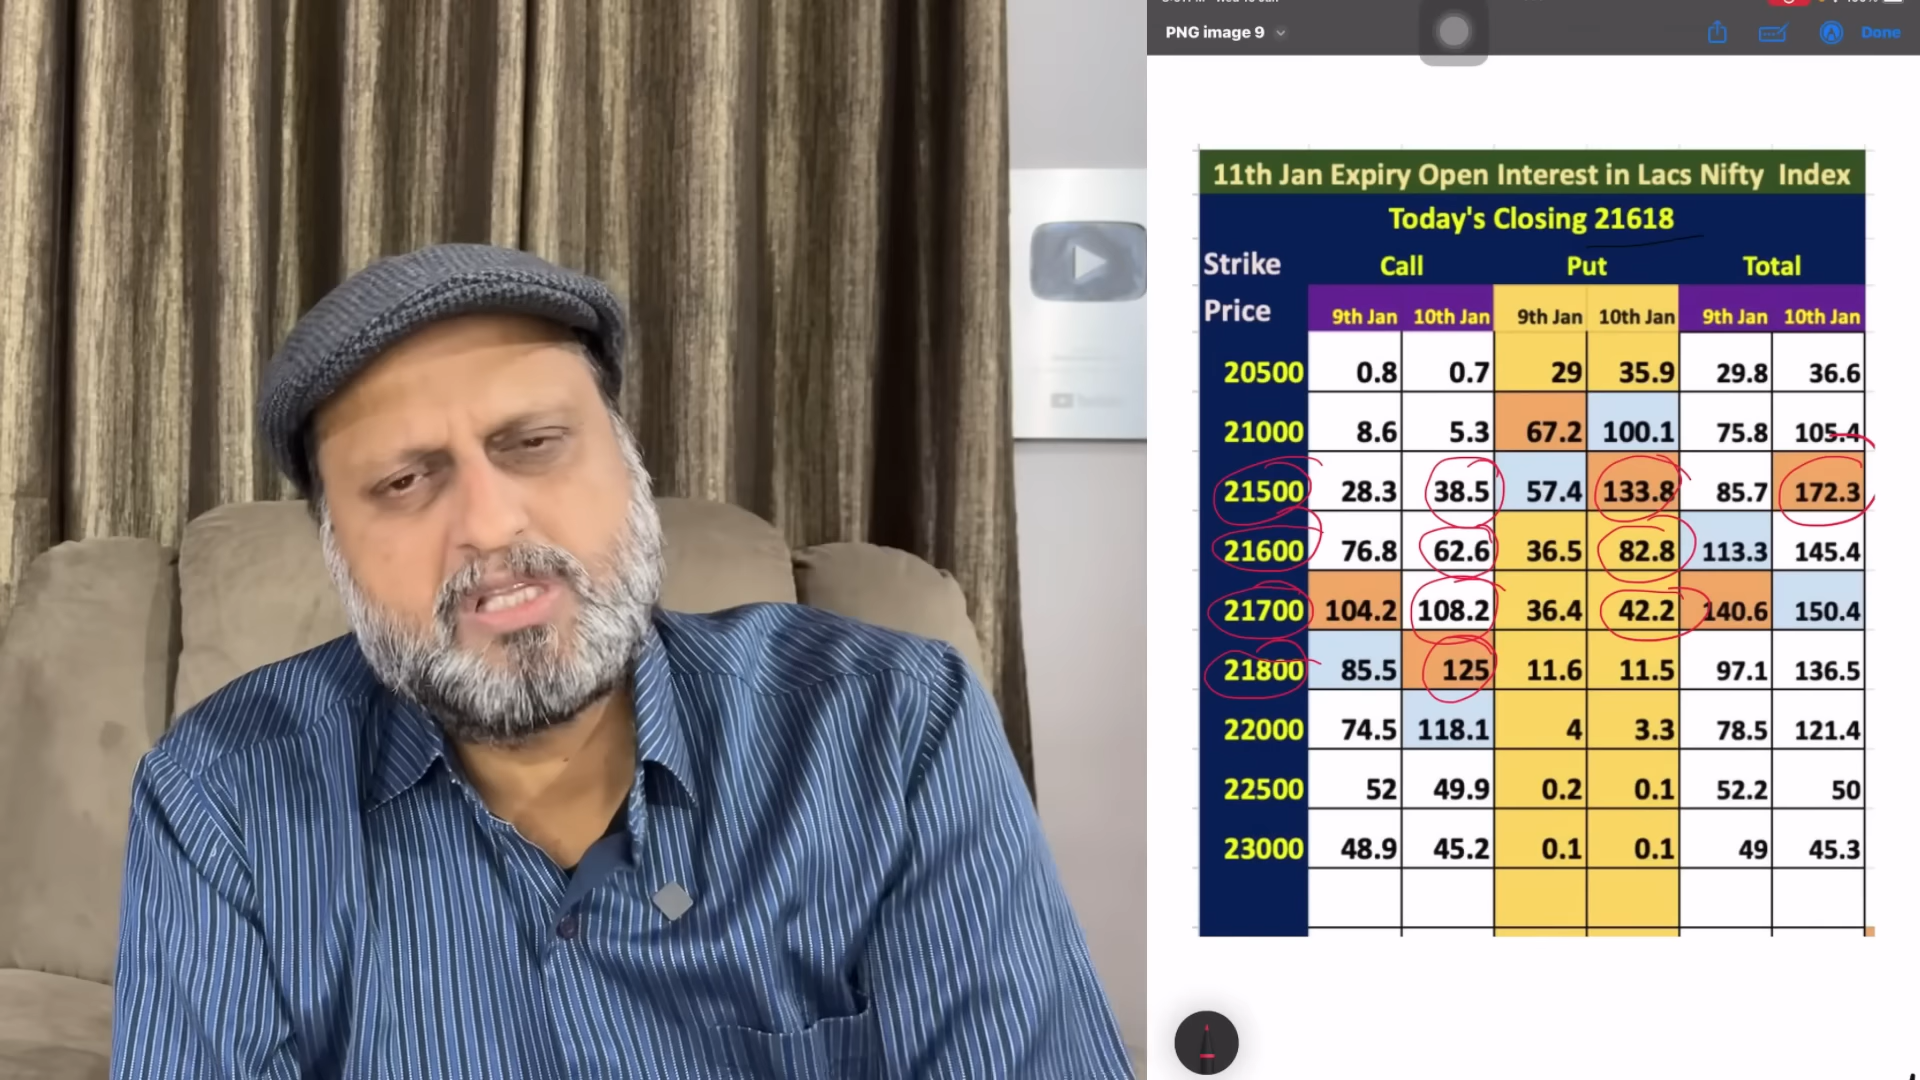 PNG image 9
Done
11th Jan Expiry Open Interest in Lacs Nifty Index
Today's Closing 21618
Strike Price Call Put Total
9th Jan 10th Jan 9th Jan 10th Jan 9th Jan 10th Jan
20500 0.8 0.7 29 35.9 29.8 36.6
21000 8.6 5.3 67.2 100.1 75.8 105.4
21500 28.3 38.5 57.4 133.8 85.7 172.3
21600 76.8 62.6 36.5 82.8 113.3 145.4
21700 104.2 108.2 36.4 42.2 140.6 150.4
21800 85.5 125 11.6 11.5 97.1 136.5
22000 74.5 118.1 4 3.3 78.5 121.4
22500 52 49.9 0.2 0.1 52.2 50
23000 48.9 45.2 0.1 0.1 49 45.3